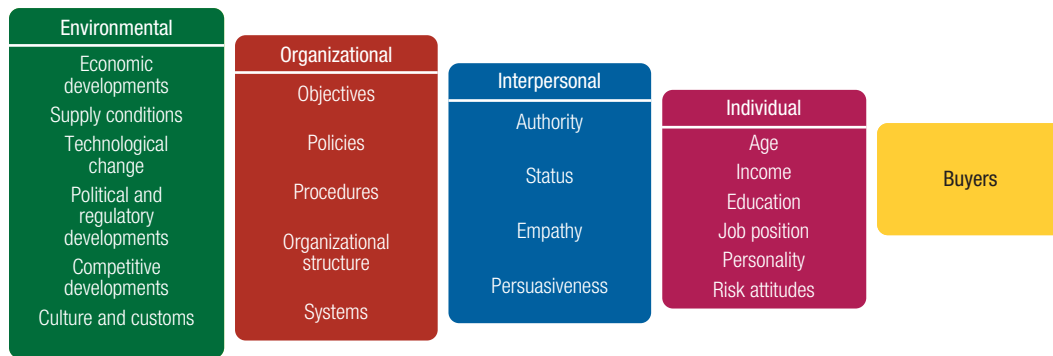 Environmental
Economic
developments
Supply conditions
Technological
change
Political and
regulatory
developments
Competitive
developments
Culture and customs
Organizational
Objectives
Policies
Procedures
Organizational
structure
Systems
Interpersonal
Authority
Status
Empathy
Persuasiveness
Individual
Age
Income
Education
Job position
Personality
Risk attitudes
Buyers